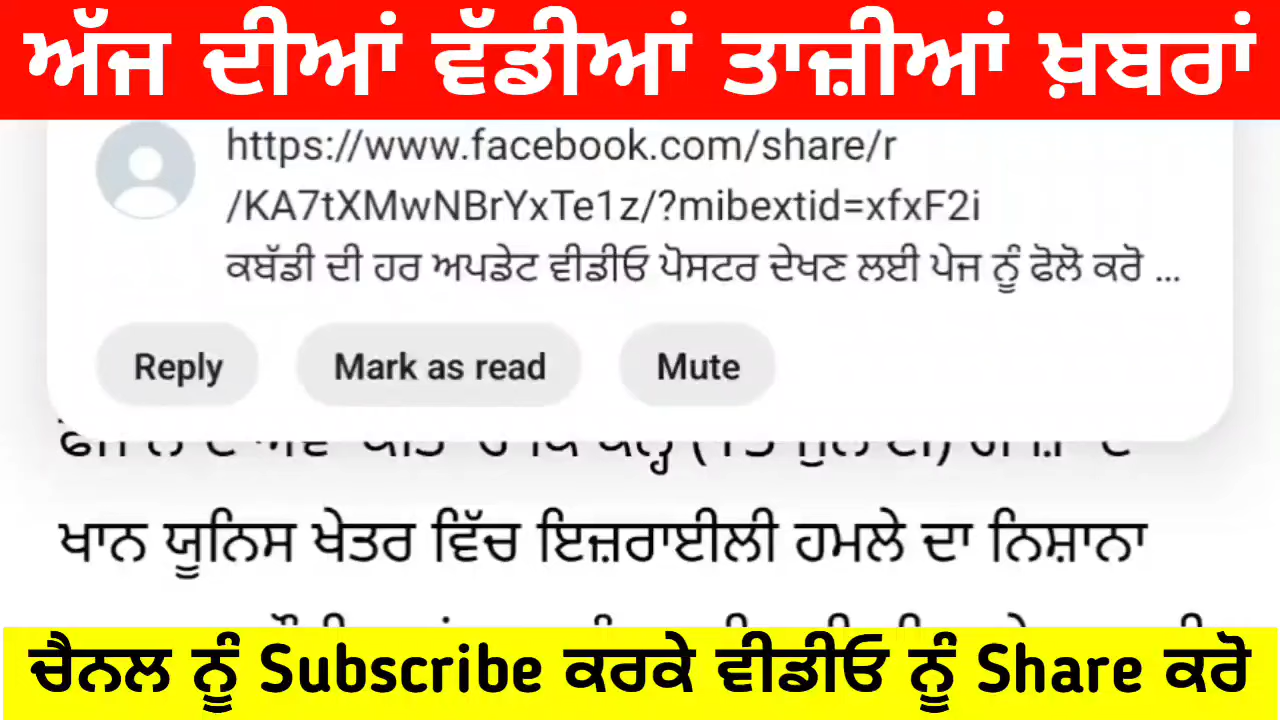 ਅੱਜ ਦੀਆਂ ਵੱਡੀਆਂ ਤਾਜ਼ੀਆਂ ਖ਼ਬਰਾਂ
https://www.facebook.com/share/r
/KA7tXMwNBrYxTe1z/?mibextid=xfxF2i
ਕਬੱਡੀ ਦੀ ਹਰ ਅਪਡੇਟ ਵੀਡੀਓ ਪੋਸਟਰ ਦੇਖਣ ਲਈ ਪੇਜ ਨੂੰ ਫੋਲੋ ਕਰੋ ...
Reply Mark as read Mute
ਖਾਨ ਯੂਨਿਸ ਖੇਤਰ ਵਿੱਚ ਇਜ਼ਰਾਈਲੀ ਹਮਲੇ ਦਾ ਨਿਸ਼ਾਨਾ
ਚੈਨਲ ਨੂੰ Subscribe ਕਰਕੇ ਵੀਡੀਓ ਨੂੰ Share ਕਰੋ